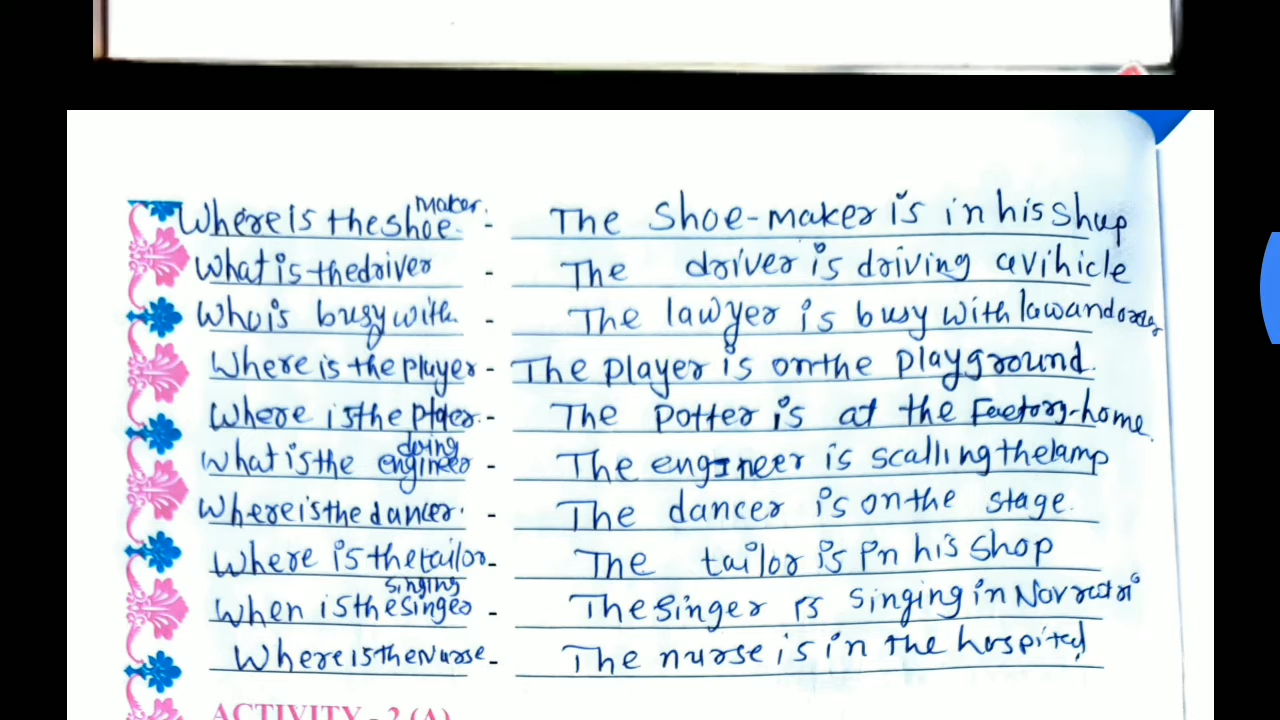 Where is the shoe maker. - The Shoe-maker is in his Shup
What is the driver - The driver is driving a vihicle
Who is busy with. - The lawyer is busy with law and order
Where is the player - The player is on the playground.
Where is the - The Potter is at the Factory-home.
What is the doing engineer - The engineer is scalling the lamp
Where is the dancer. - The dancer is on the stage.
Where is the tailor - The tailor is in his Shop
When is the singing singer - The singer is singing in
Where is the Nurse - The nurse is in the hospital
ACTIVITY - 2 (A)